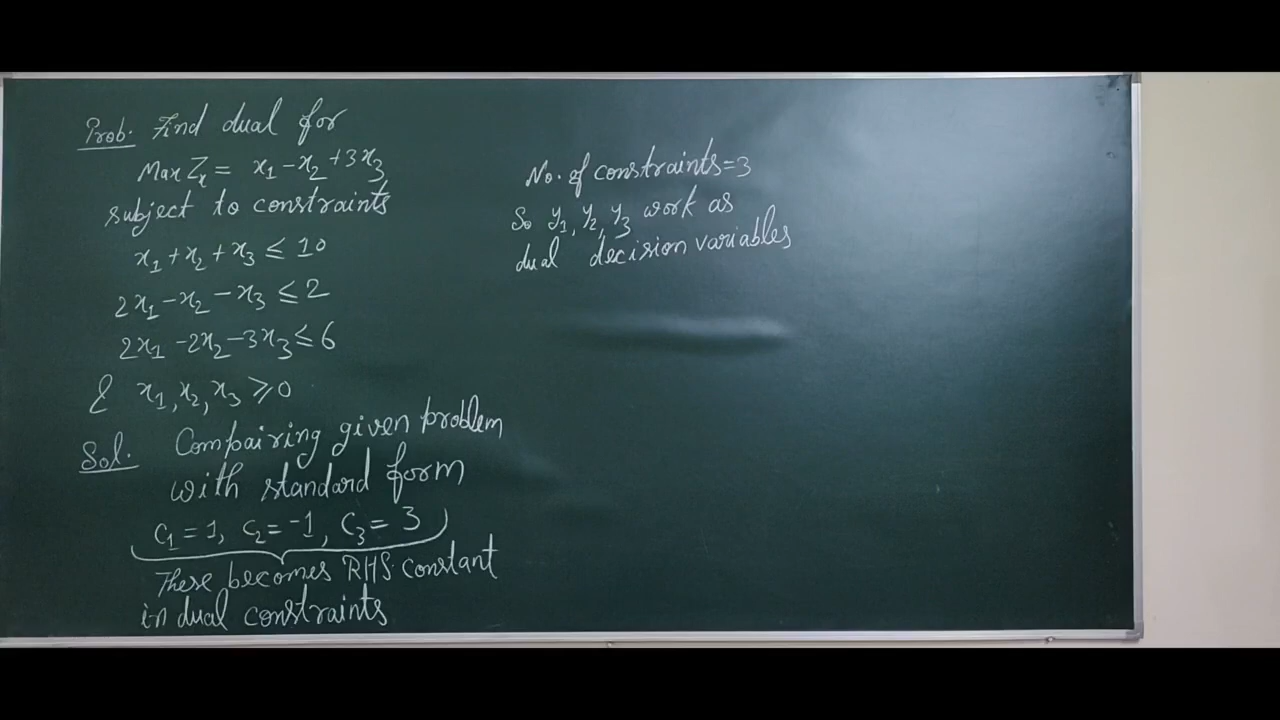 Prob. Find dual for
Max Zx = x1 - x2 + 3x3
subject to constraints
x1 + x2 + x3 ≤ 10
2x1 - x2 - x3 ≤ 2
2x1 - 2x2 - 3x3 ≤ 6
& x1, x2, x3 ≥ 0
Sol. Compairing given problem
with standard form
C1 = 1, C2 = -1, C3 = 3
These becomes RHS constant
in dual constraints
No. of constraints = 3
So y1, y2, y3 work as
dual decision variables